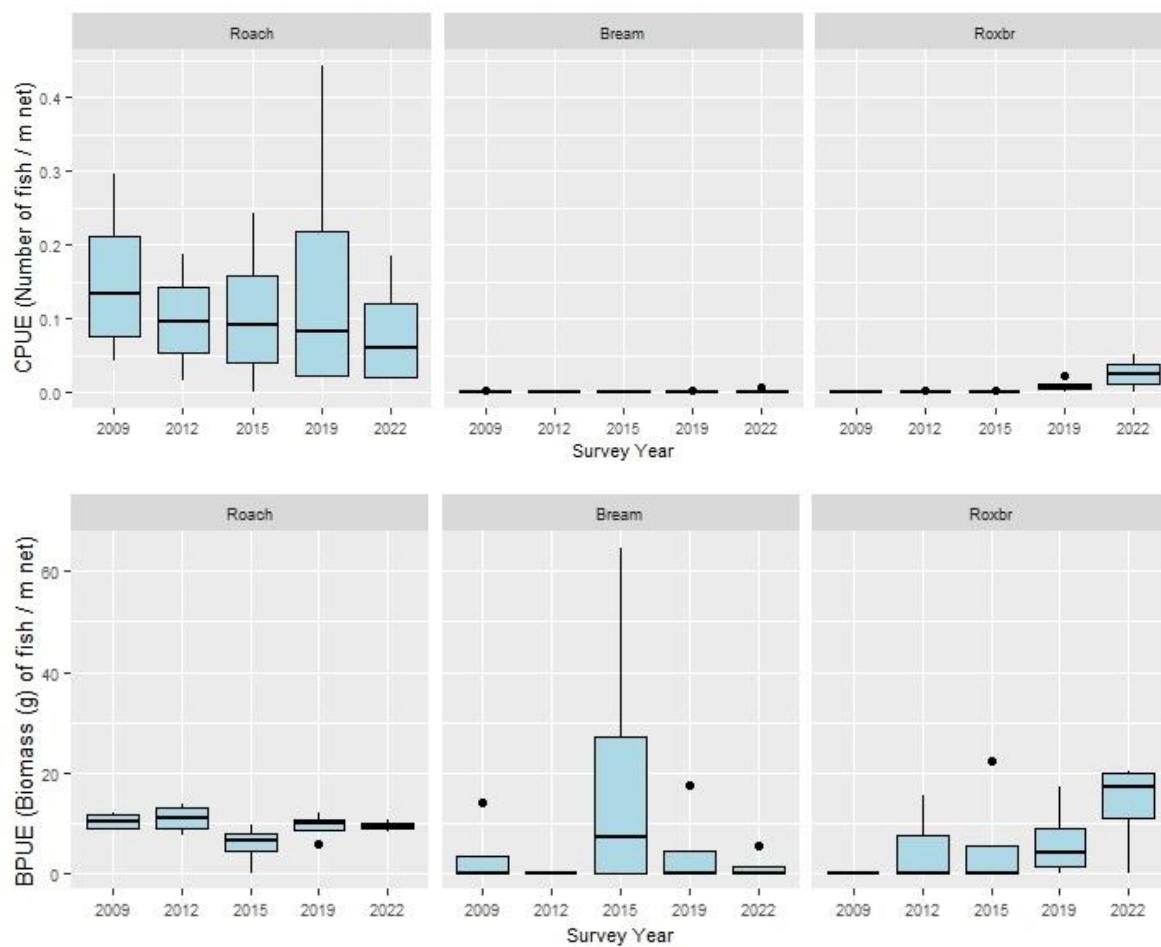 Roach Bream Roxbr
CPUE (Number of fish / m net)
0.4
0.3
0.2
0.1
0.0
2009 2012 2015 2019 2022 2009 2012 2015 2019 2022 2009 2012 2015 2019 2022
Survey Year
Roach Bream Roxbr
BPUE (Biomass (g) of fish / m net)
60
40
20
0
2009 2012 2015 2019 2022 2009 2012 2015 2019 2022 2009 2012 2015 2019 2022
Survey Year